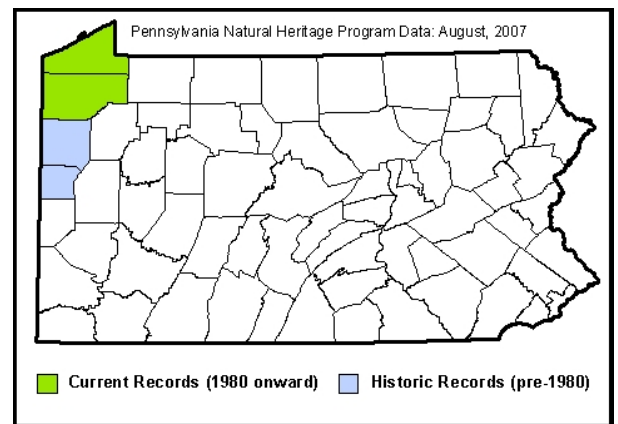 Pennsylvania Natural Heritage Program Data: August, 2007
Current Records (1980 onward) Historic Records (pre-1980)